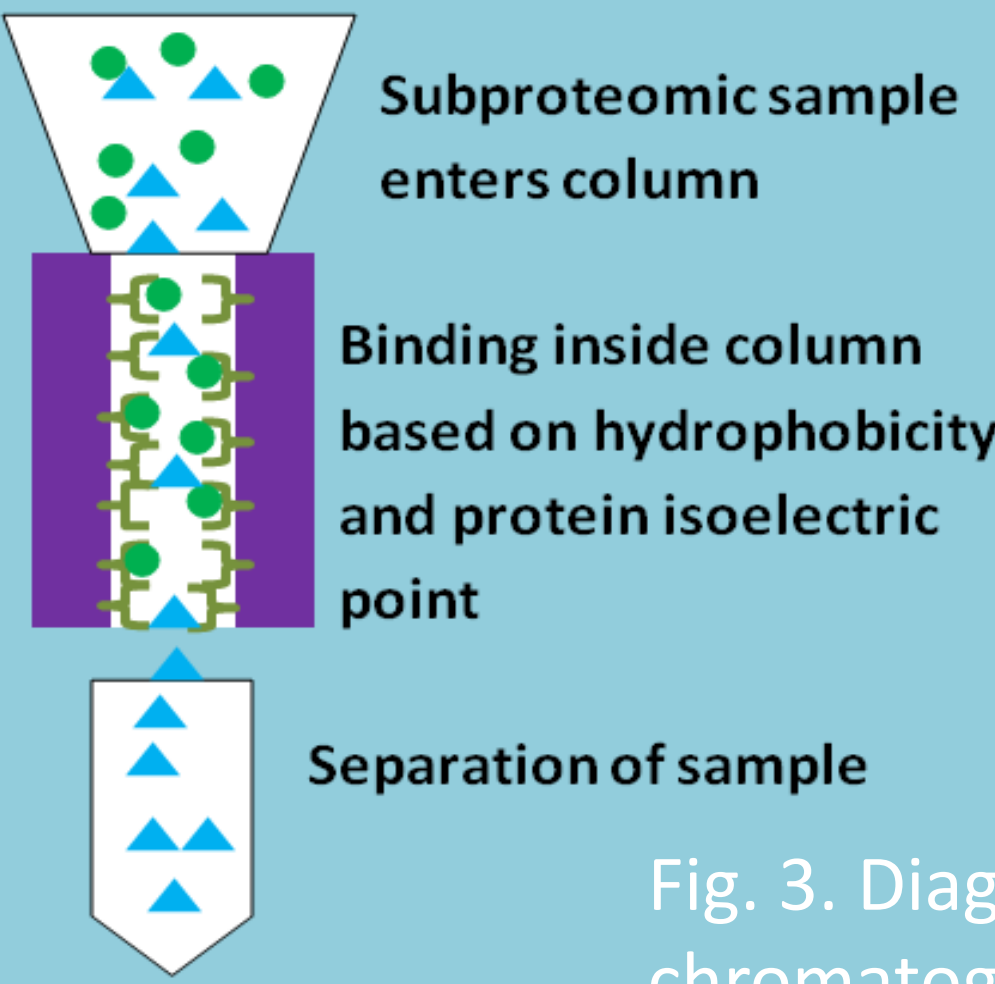 Subproteomic sample
enters column
Binding inside column
based on hydrophobicity
and protein isoelectric
point
Separation of sample
Fig. 3. Diag
chromatog